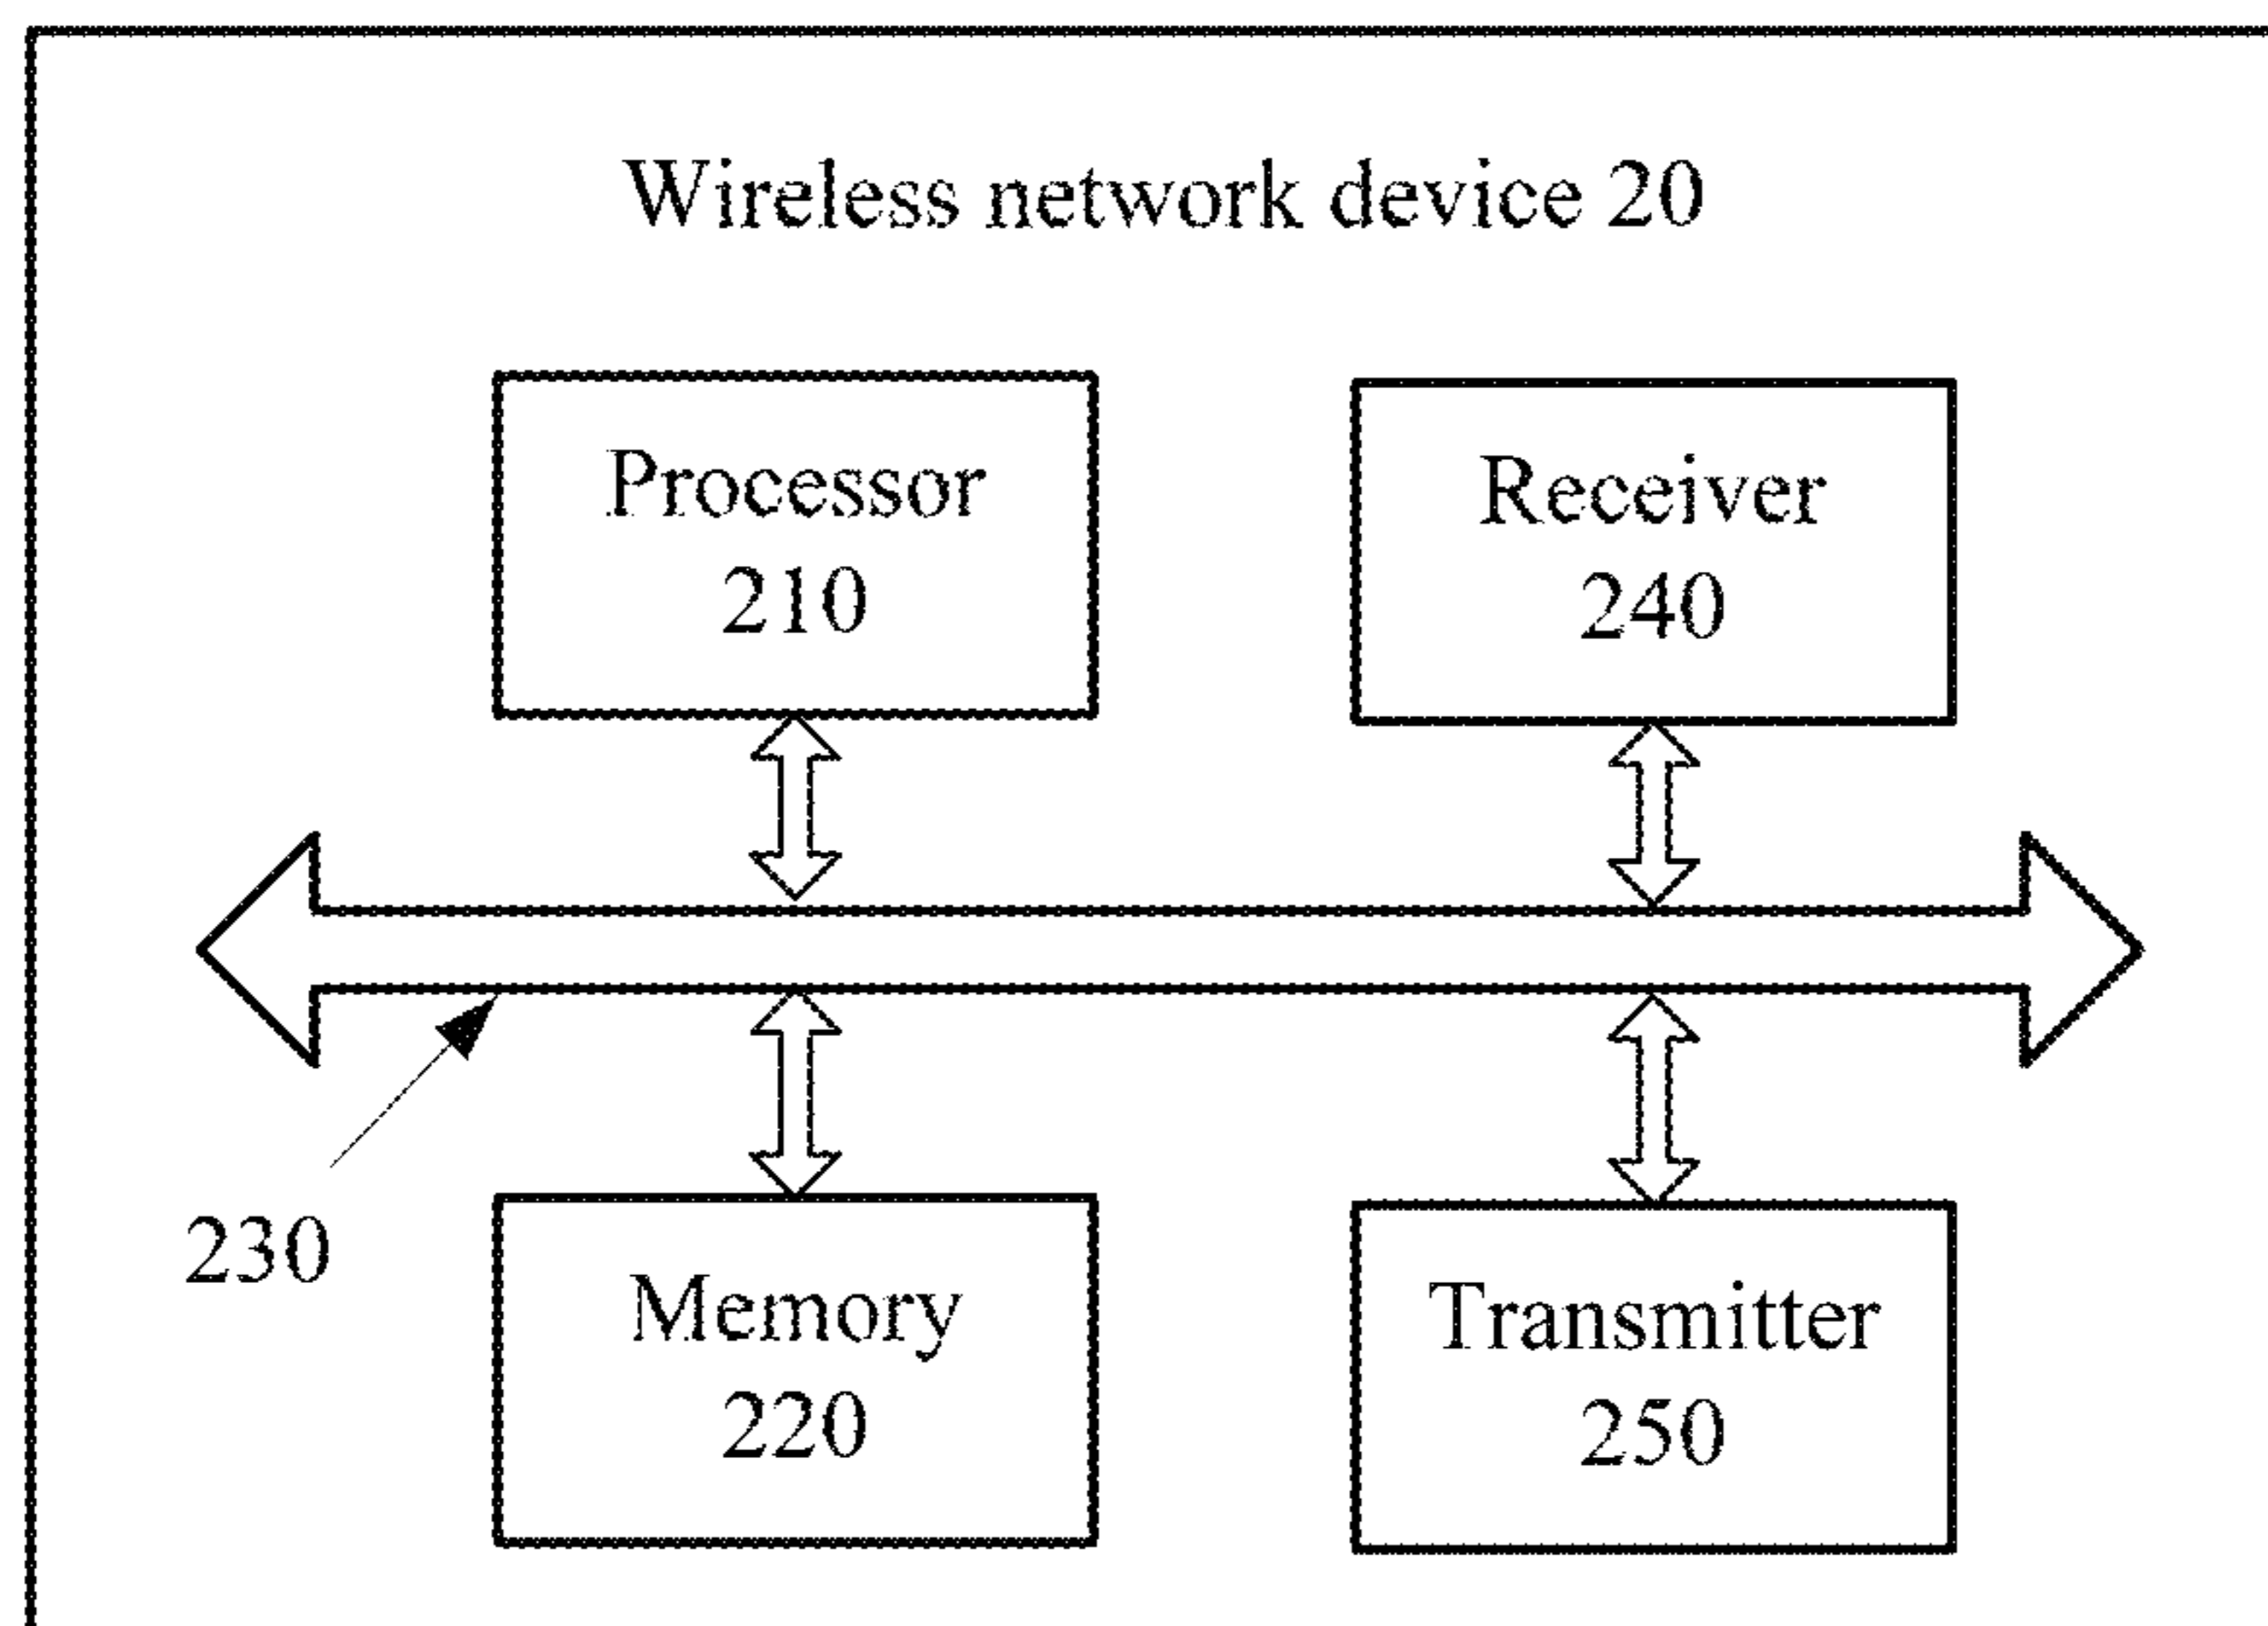 Wireless network device 20
Processor
210
Receiver
240
230
Memory
220
Transmitter
250